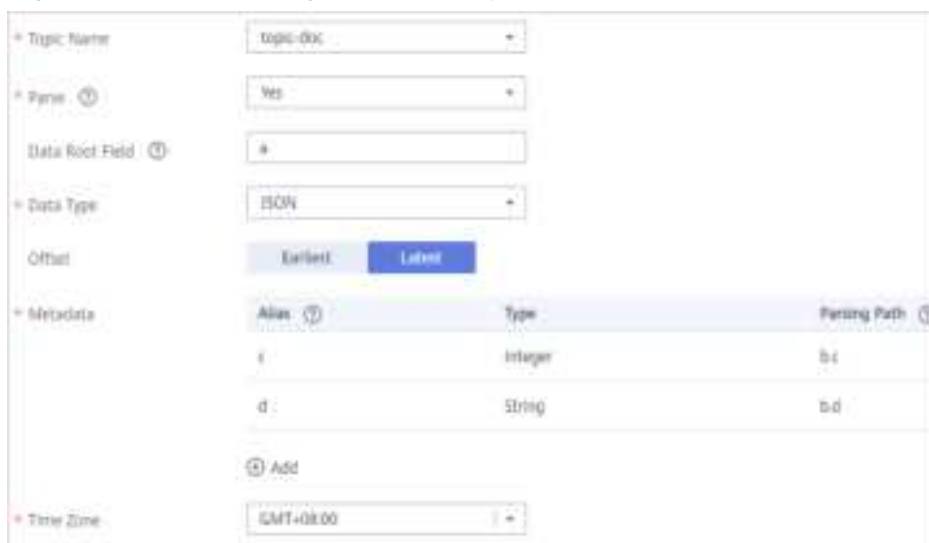 * Topic Name topic-doc
* Parse Yes
Data Root Field a
* Data Type JSON
Offset Earliest Latest
* Metadata Alias Type Parsing Path
c Integer b.c
d String b.d
Add
* Time Zone GMT+08:00